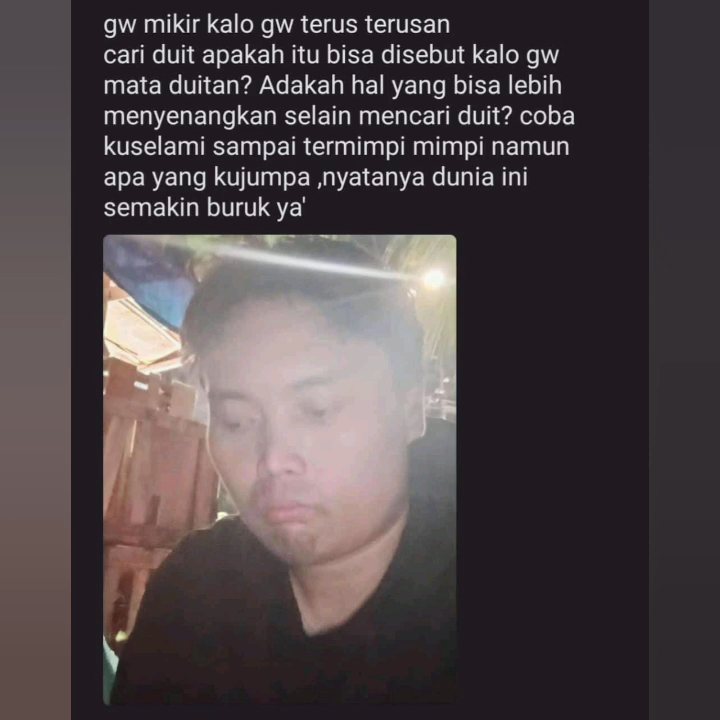 gw mikir kalo gw terus terusan
cari duit apakah itu bisa disebut kalo gw
mata duitan? Adakah hal yang bisa lebih
menyenangkan selain mencari duit? coba
kuselami sampai termimpi mimpi namun
apa yang kujumpa ,nyatanya dunia ini
semakin buruk ya'